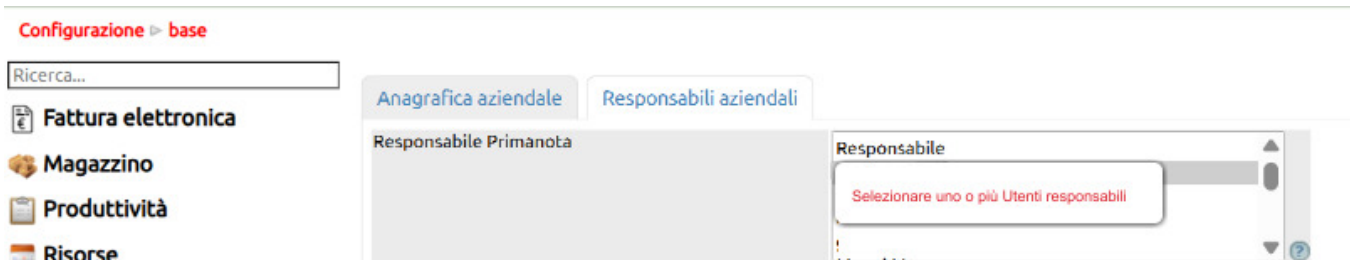 Configurazione ▷ base
Ricerca...
Fattura elettronica
Magazzino
Produttività
Risorse
Anagrafica aziendale
Responsabili aziendali
Responsabile Primanota
Responsabile
Selezionare uno o più Utenti responsabili
?